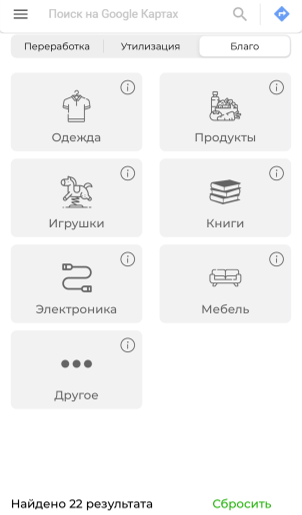 Поиск на Google Картах
Переработка Утилизация Благо
Одежда Продукты
Игрушки Книги
Электроника Мебель
Другое
Найдено 22 результата Сбросить